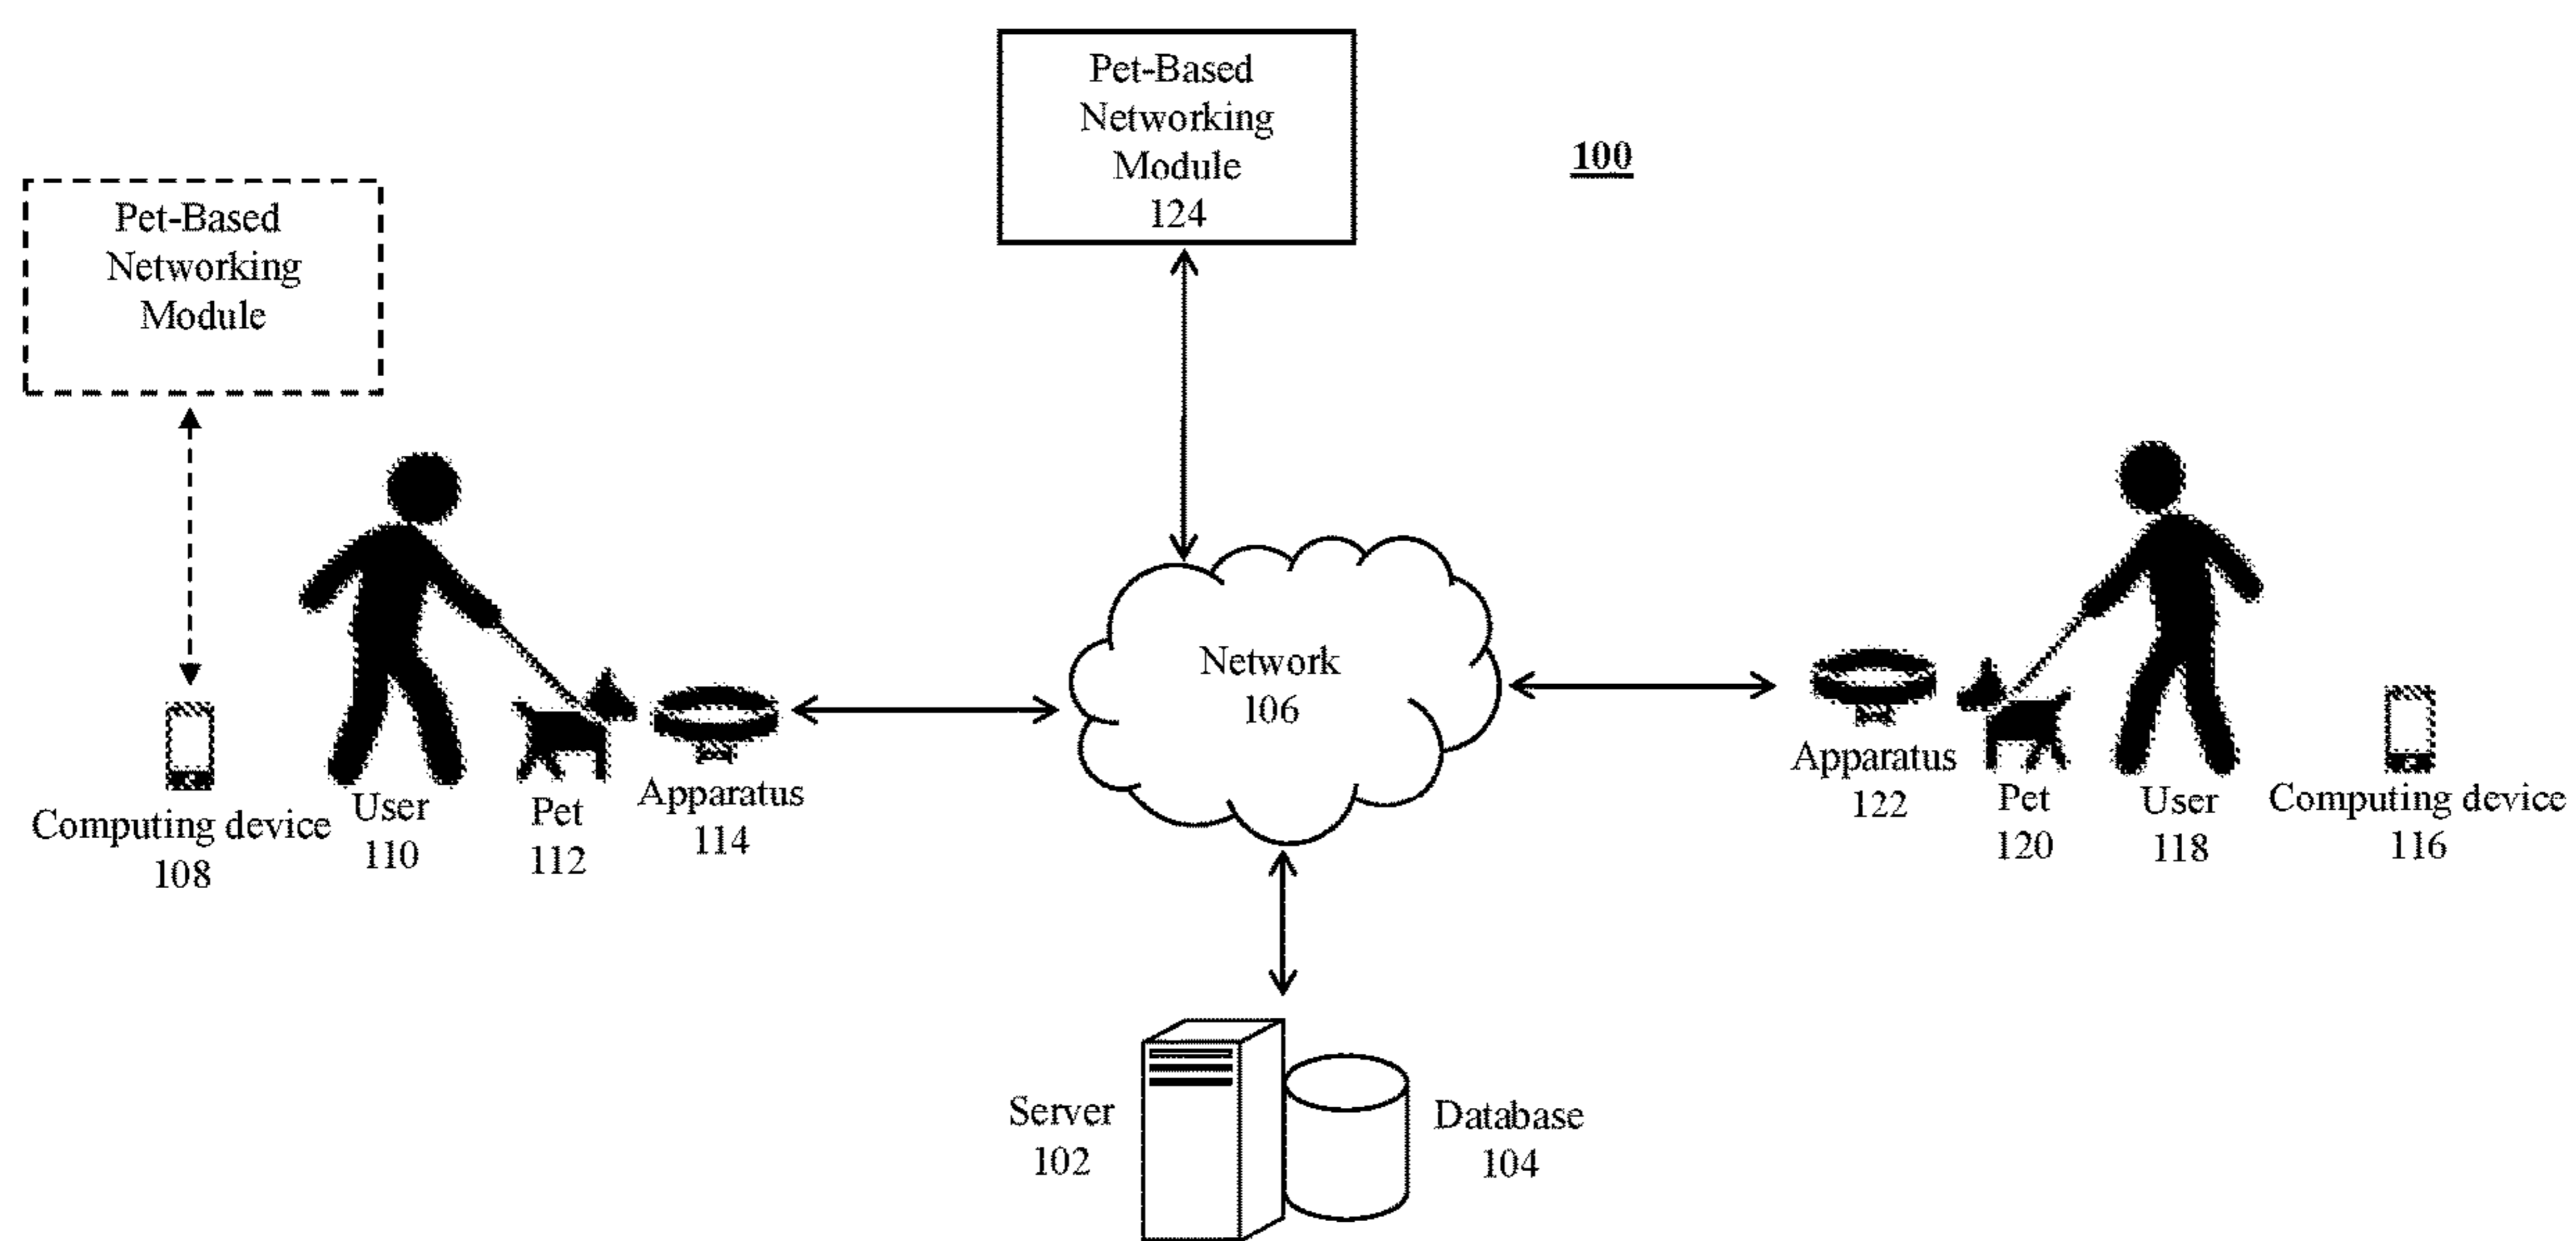 Pet-Based
Networking
Module
124
100
Pet-Based
Networking
Module
Network
106
Computing device
108
User
110
Pet
112
Apparatus
114
Apparatus
122
Pet
120
User
118
Computing device
116
Server
102
Database
104